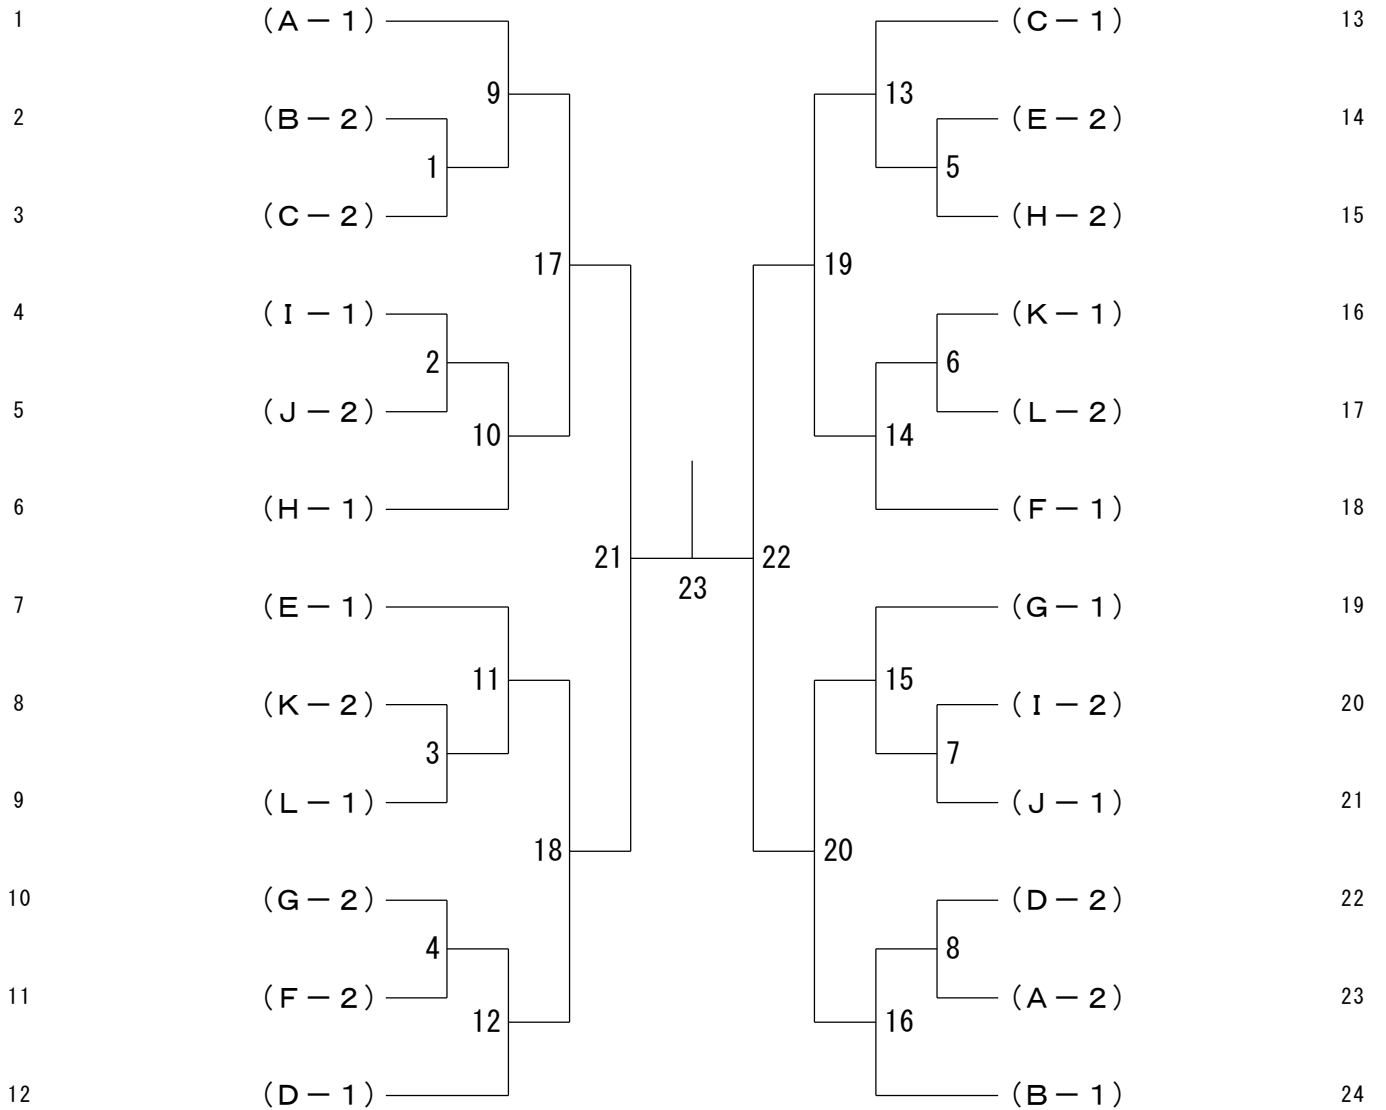 1 （A－1） （C－1） 13
9 13
2 （B－2） （E－2） 14
1 5
3 （C－2） （H－2） 15
17 19
4 （I－1） （K－1） 16
2 6
5 （J－2） （L－2） 17
10 14
6 （H－1） （F－1） 18
21 22
23
7 （E－1） （G－1） 19
11 15
8 （K－2） （I－2） 20
3 7
9 （L－1） （J－1） 21
18 20
10 （G－2） （D－2） 22
4 8
11 （F－2） （A－2） 23
12 16
12 （D－1） （B－1） 24